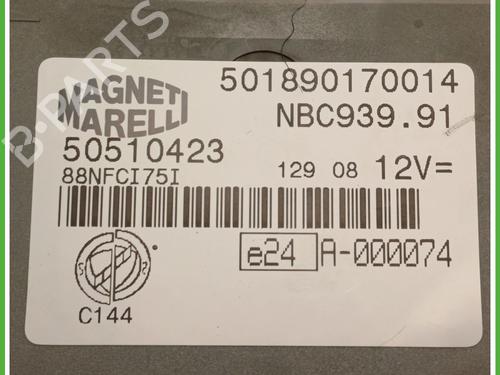 B-PARTS
MAGNETI
MARELLI
501890170014
NBC939.91
50510423
88NFCI75I
129 08 12V=
e24 A-000074
C144